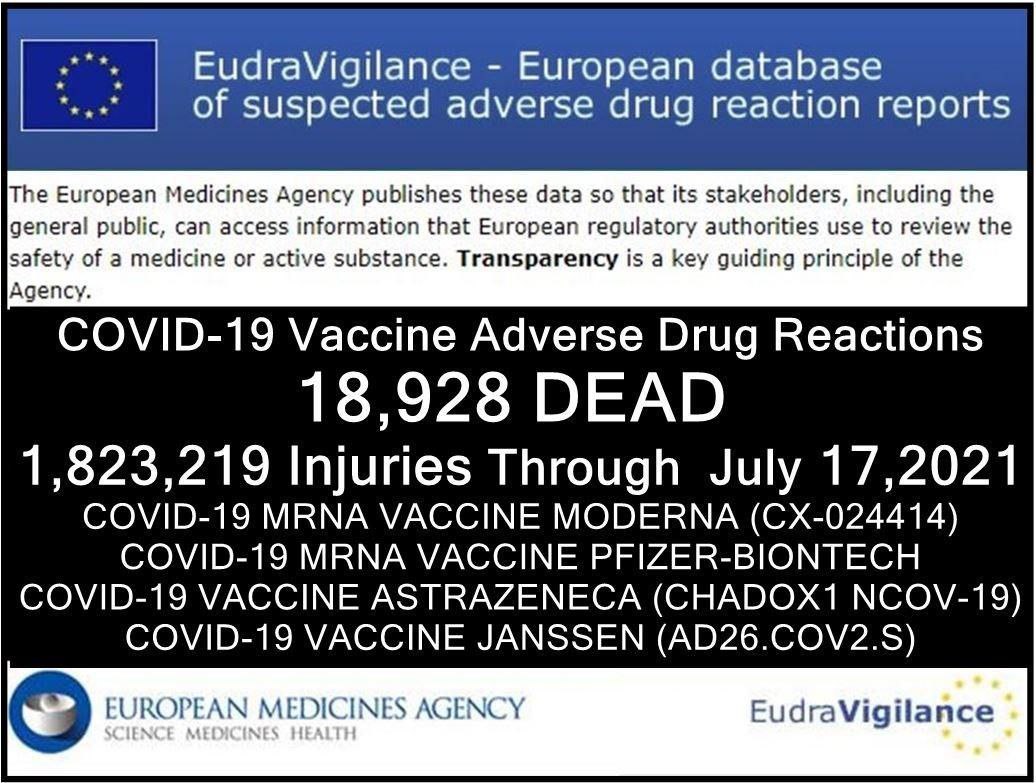 EudraVigilance - European database
of suspected adverse drug reaction reports
The European Medicines Agency publishes these data so that its stakeholders, including the
general public, can access information that European regulatory authorities use to review the
safety of a medicine or active substance. Transparency is a key guiding principle of the
Agency.
COVID-19 Vaccine Adverse Drug Reactions
18,928 DEAD
1,823,219 Injuries Through July 17,2021
COVID-19 MRNA VACCINE MODERNA (CX-024414)
COVID-19 MRNA VACCINE PFIZER-BIONTECH
COVID-19 VACCINE ASTRAZENECA (CHADOX1 NCOV-19)
COVID-19 VACCINE JANSSEN (AD26.COV2.S)
EUROPEAN MEDICINES AGENCY
SCIENCE MEDICINES HEALTH
EudraVigilance